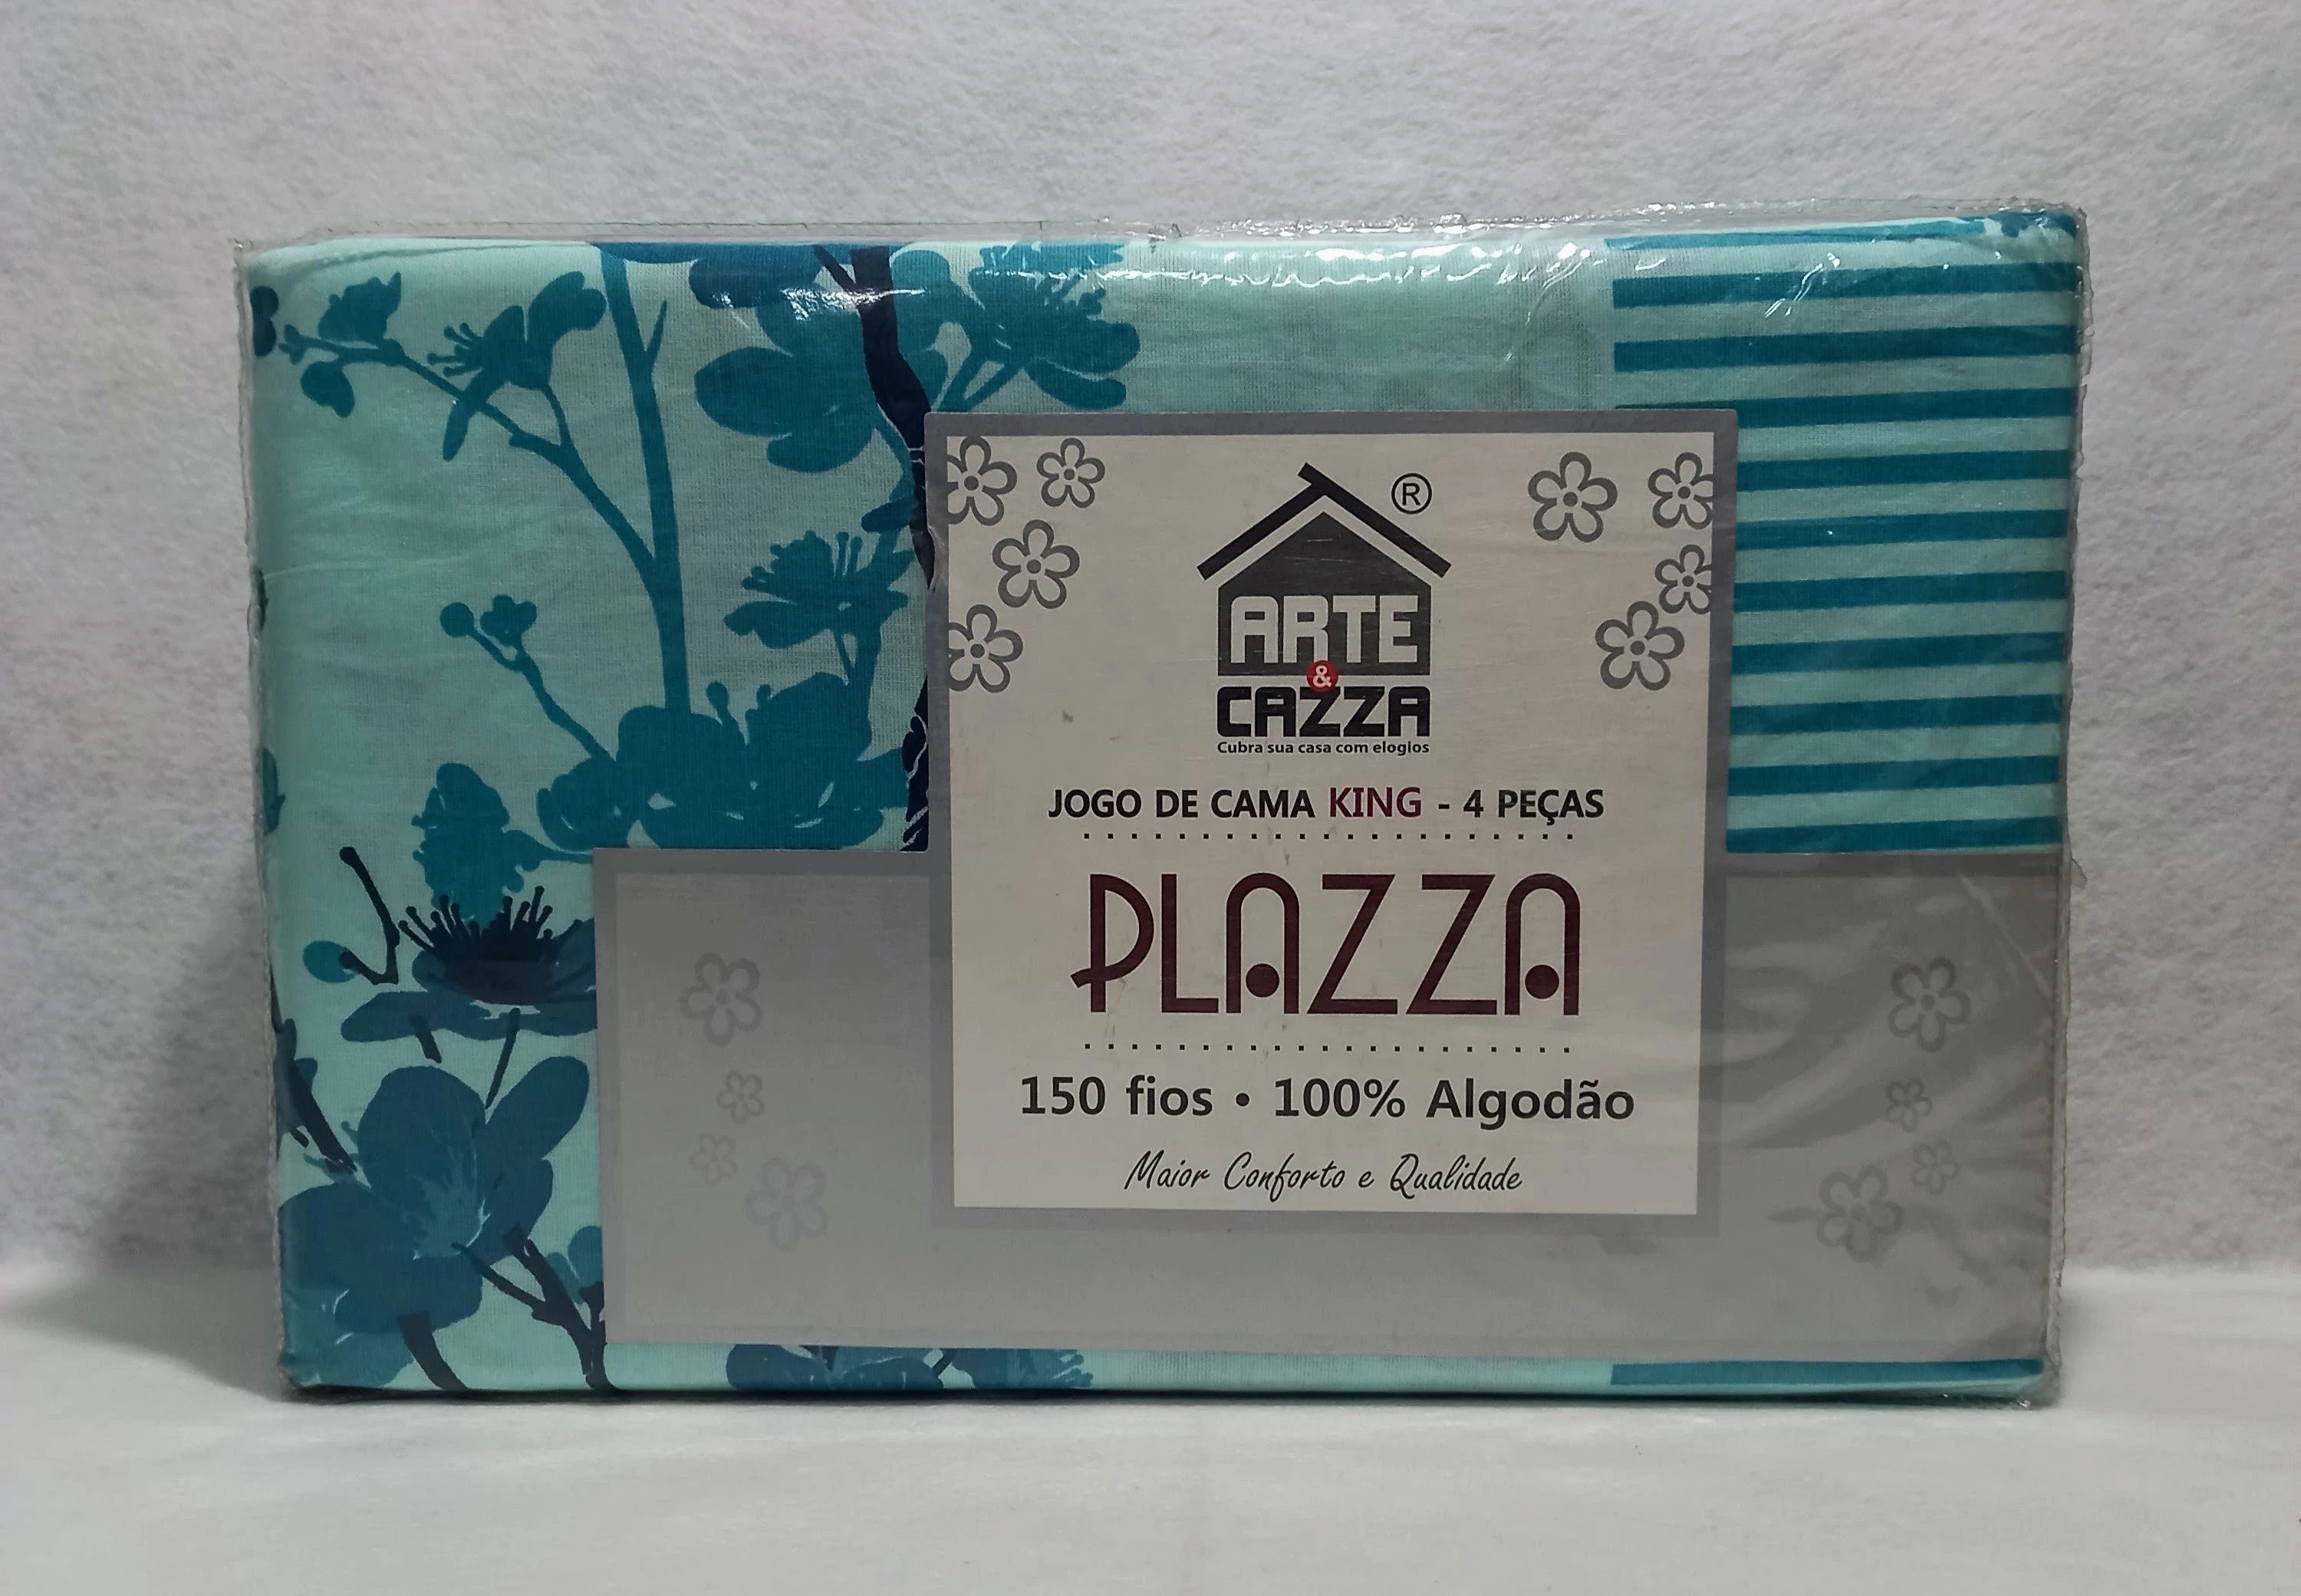 ®
ARTE
&
CAZZA
Cubra sua casa com elogios
JOGO DE CAMA KING - 4 PEÇAS
PLAZZA
150 fios • 100% Algodão
Maior Conforto e Qualidade